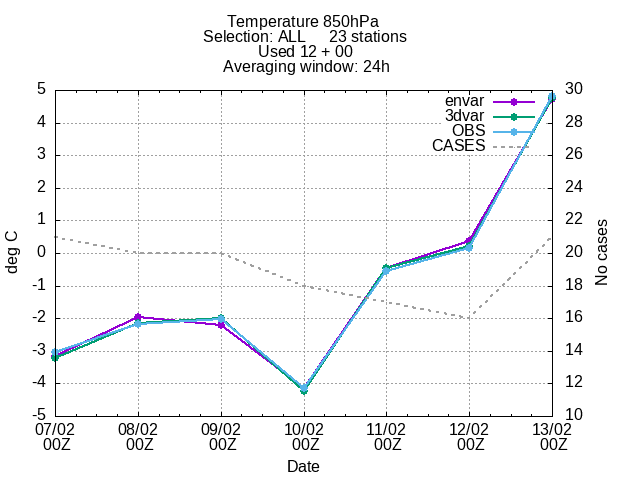 Temperature 850hPa
Selection: ALL 23 stations
Used 12 + 00
Averaging window: 24h
envar
3dvar
OBS
CASES
5
4
3
2
1
0
-1
-2
-3
-4
-5
deg C
30
28
26
24
22
20
18
16
14
12
10
No cases
07/02 08/02 09/02 10/02 11/02 12/02 13/02
00Z 00Z 00Z 00Z 00Z 00Z 00Z
Date